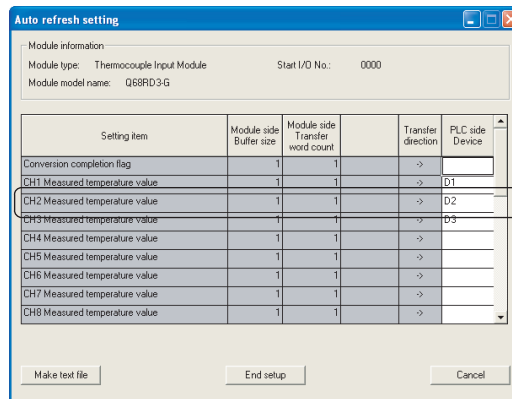 Auto refresh setting
Module information
Module type: Thermocouple Input Module Start I/O No.: 0000
Module model name: Q68RD3-G
Setting item Module side Buffer size Module side Transfer word count Transfer direction PLC side Device
Conversion completion flag 1 1 ->
CH1 Measured temperature value 1 1 -> D1
CH2 Measured temperature value 1 1 -> D2
CH3 Measured temperature value 1 1 -> D3
CH4 Measured temperature value 1 1 ->
CH5 Measured temperature value 1 1 ->
CH6 Measured temperature value 1 1 ->
CH7 Measured temperature value 1 1 ->
CH8 Measured temperature value 1 1 ->
Make text file End setup Cancel